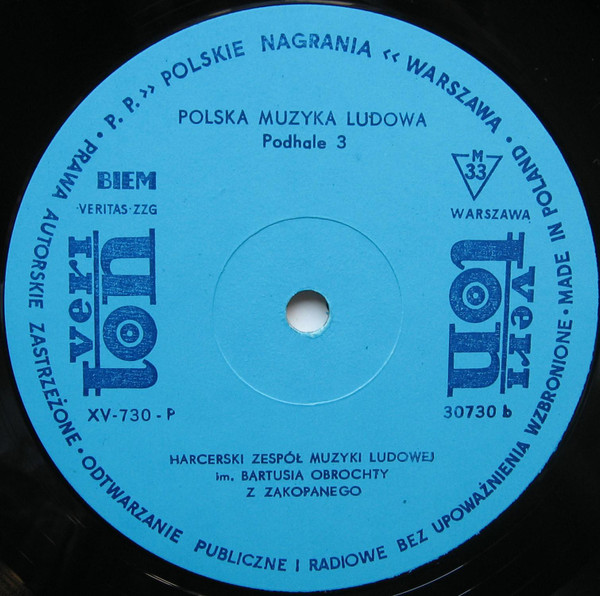 P. P. >> POLSKIE NAGRANIA << WARSZAWA • MADE IN POLAND •
PRAWA AUTORSKIE ZASTRZEŻONE • ODTWARZANIE PUBLICZNE I RADIOWE BEZ UPOWAŻNIENIA WZBRONIONE •
POLSKA MUZYKA LUDOWA
Podhale 3
BIEM
VERITAS-ZZG
veri
ton
XV-730-P
M
33
WARSZAWA
veri
ton
30730 b
HARCERSKI ZESPÓŁ MUZYKI LUDOWEJ
im. BARTUSIA OBROCHTY
Z ZAKOPANEGO